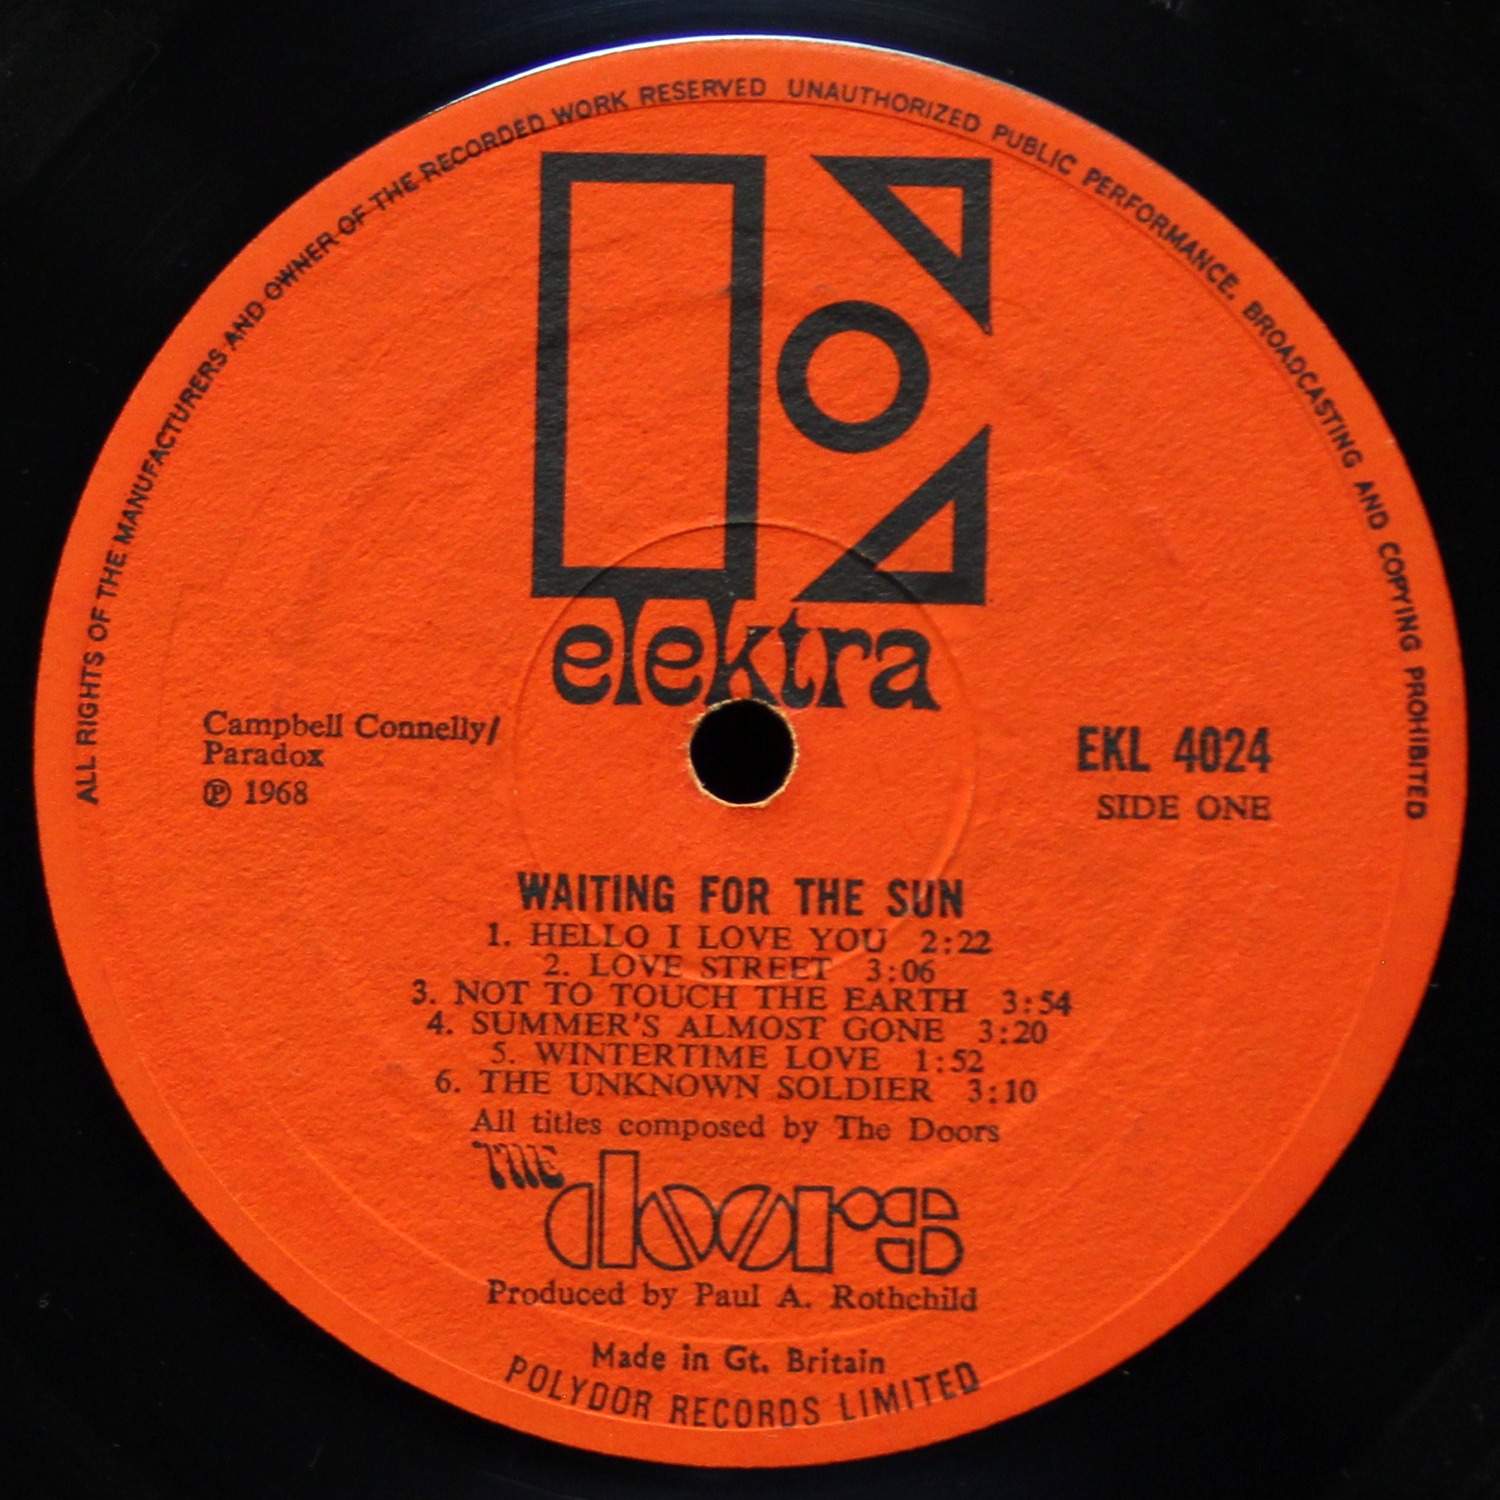 ALL RIGHTS OF THE MANUFACTURERS AND OWNER OF THE RECORDED WORK RESERVED UNAUTHORIZED PUBLIC PERFORMANCE. BROADCASTING AND COPYING PROHIBITED
elektra
Campbell Connelly/
Paradox
℗ 1968
EKL 4024
SIDE ONE
WAITING FOR THE SUN
1. HELLO I LOVE YOU 2:22
2. LOVE STREET 3:06
3. NOT TO TOUCH THE EARTH 3:54
4. SUMMER'S ALMOST GONE 3:20
5. WINTERTIME LOVE 1:52
6. THE UNKNOWN SOLDIER 3:10
All titles composed by The Doors
THE doors
Produced by Paul A. Rothchild
Made in Gt. Britain
POLYDOR RECORDS LIMITED